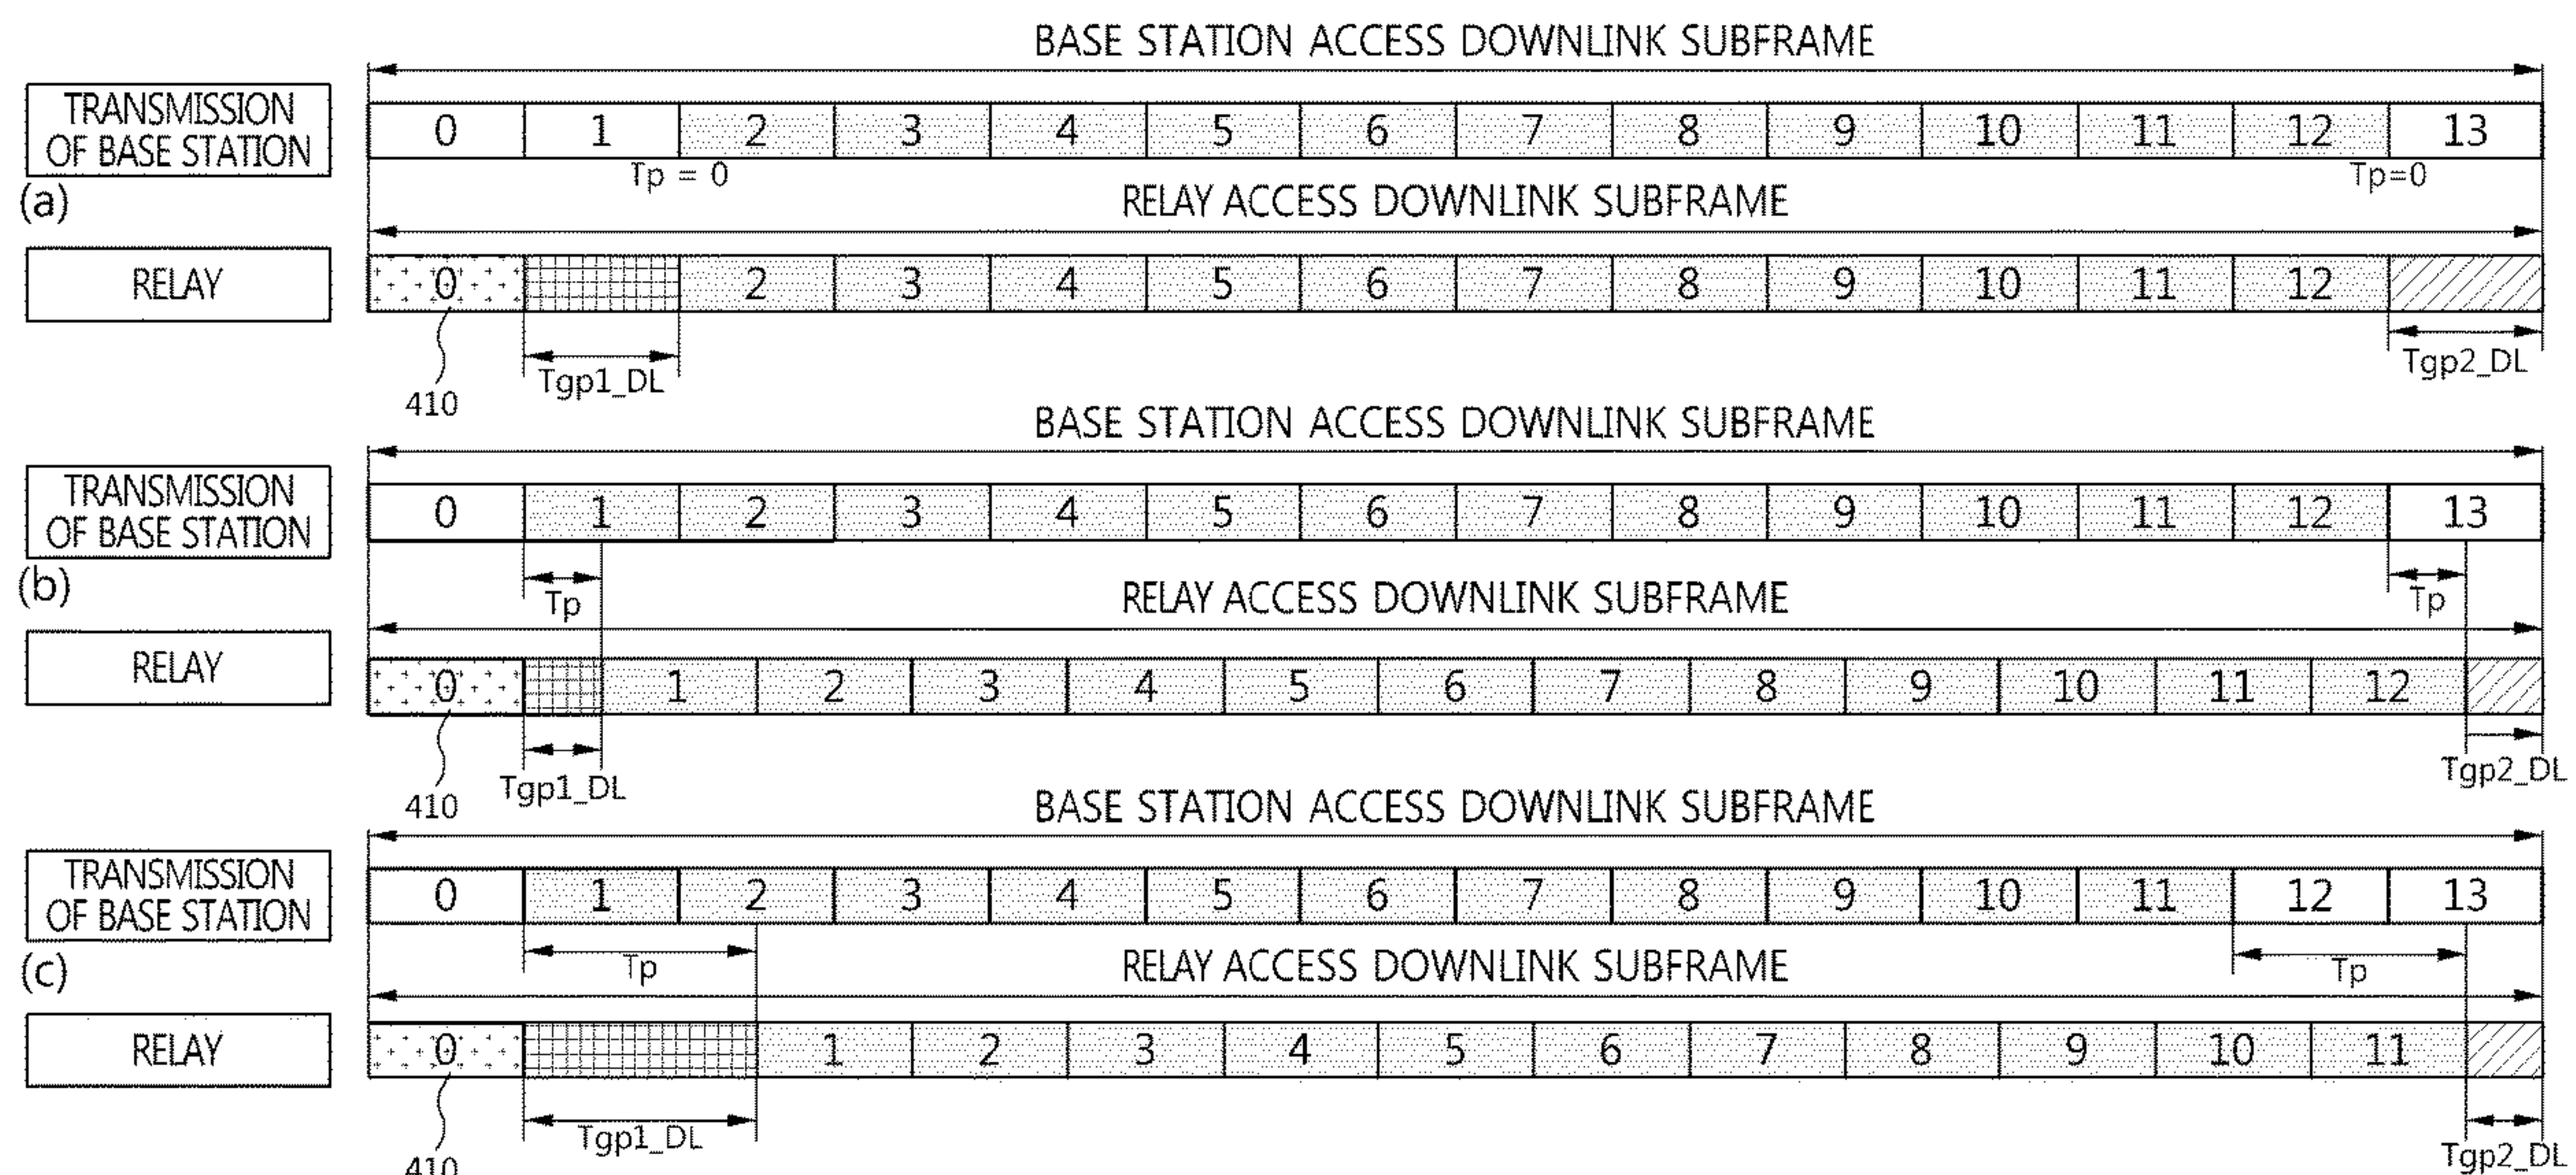 BASE STATION ACCESS DOWNLINK SUBFRAME
TRANSMISSION
OF BASE STATION
0 1 2 3 4 5 6 7 8 9 10 11 12 13
Tp = 0 Tp=0
(a)
RELAY ACCESS DOWNLINK SUBFRAME
RELAY
0 2 3 4 5 6 7 8 9 10 11 12
Tgp1_DL Tgp2_DL
410
BASE STATION ACCESS DOWNLINK SUBFRAME
TRANSMISSION
OF BASE STATION
0 1 2 3 4 5 6 7 8 9 10 11 12 13
(b)
Tp Tp
RELAY ACCESS DOWNLINK SUBFRAME
RELAY
0 1 2 3 4 5 6 7 8 9 10 11 12
Tgp1_DL Tgp2_DL
410
BASE STATION ACCESS DOWNLINK SUBFRAME
TRANSMISSION
OF BASE STATION
0 1 2 3 4 5 6 7 8 9 10 11 12 13
(c)
Tp Tp
RELAY ACCESS DOWNLINK SUBFRAME
RELAY
0 1 2 3 4 5 6 7 8 9 10 11
Tgp1_DL Tgp2_DL
410